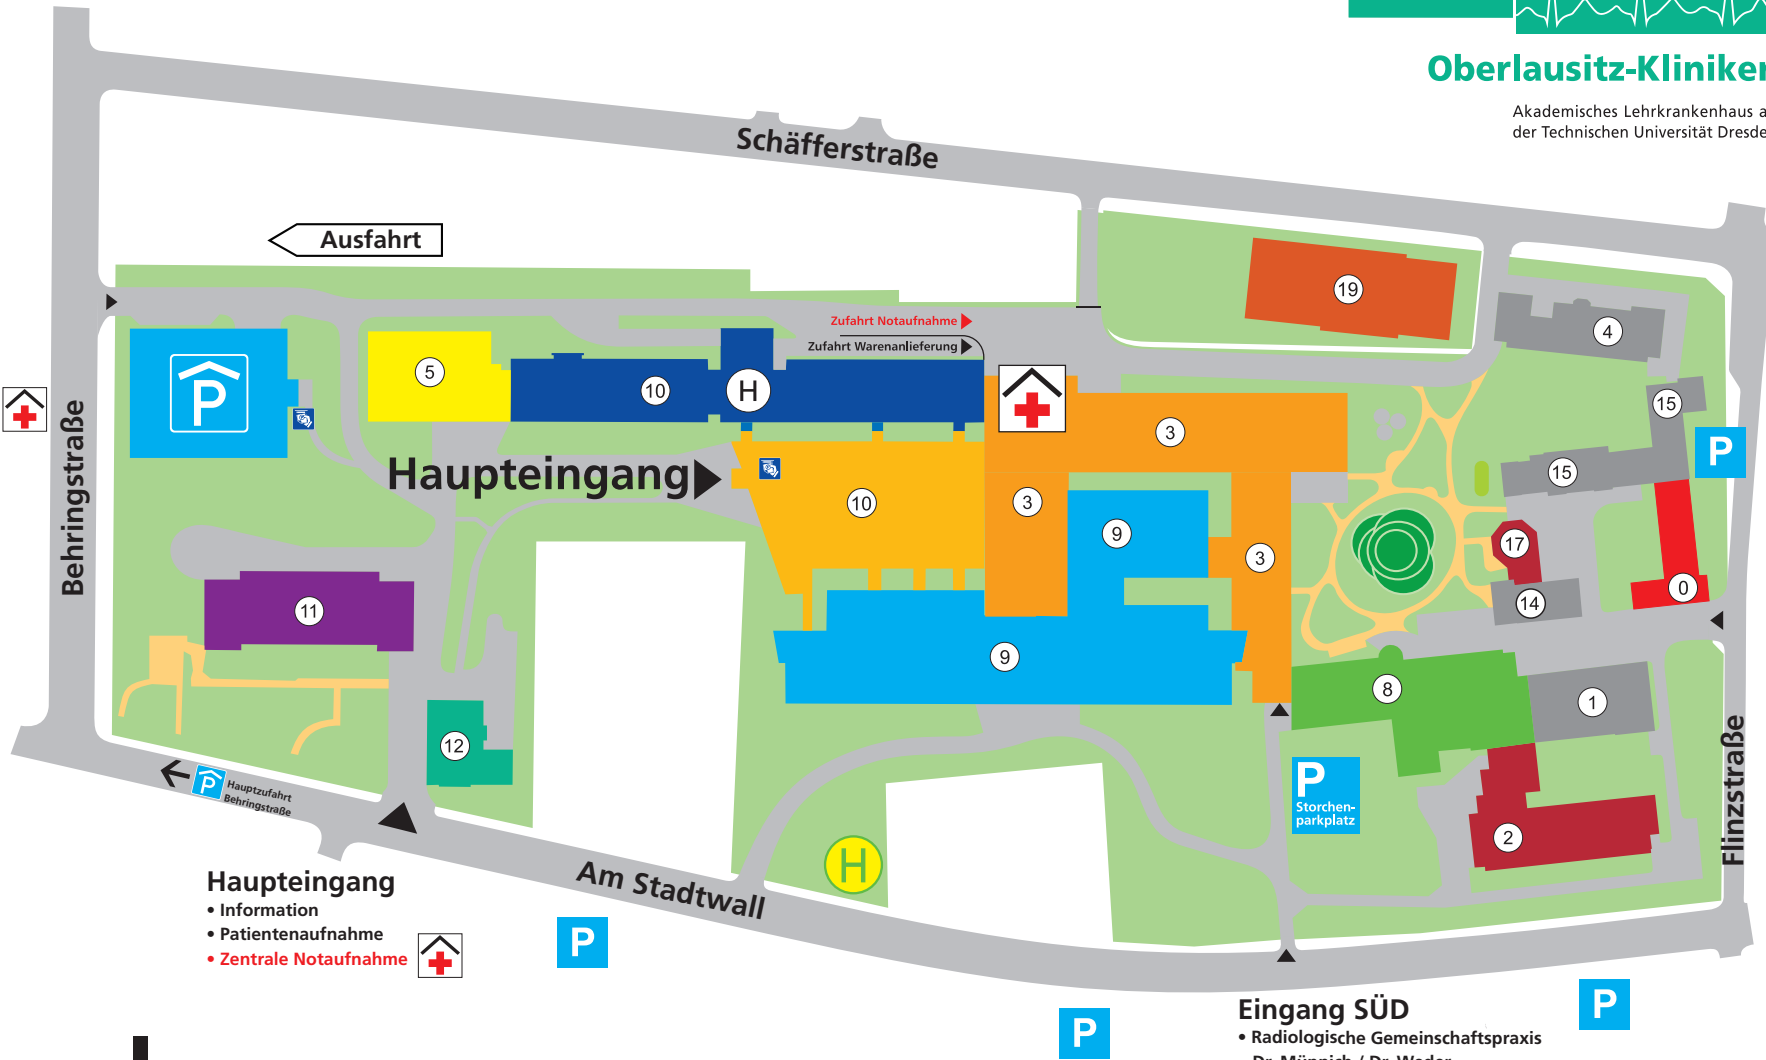 Oberlausitz-Kliniken
Akademisches Lehrkrankenhaus a
der Technischen Universität Dresde
Schäfferstraße
Ausfahrt
19
4
Zufahrt Notaufnahme
Zufahrt Warenanlieferung
P
5
10
H
15
3
P
15
Behringstraße
Haupteingang
10
3
9
3
17
0
14
11
9
8
1
12
P
Hauptzufahrt
Behringstraße
P
Storchen-
parkplatz
2
Flinzstraße
H
Am Stadtwall
Haupteingang
• Information
• Patientenaufnahme
• Zentrale Notaufnahme
P
P
P
Eingang SÜD
• Radiologische Gemeinschaftspraxis